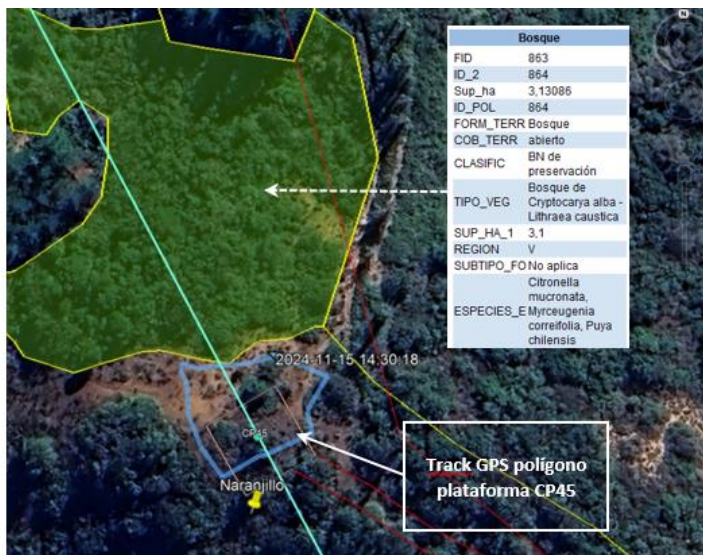 N
Bosque
FID 863
ID_2 864
Sup_ha 3,13086
ID_POL 864
FORM_TERR Bosque
COB_TERR abierto
CLASIFIC BN de
preservación
TIPO_VEG Bosque de
Cryptocarya alba -
Lithraea caustica
SUP_HA_1 3,1
REGION V
SUBTIPO_FO No aplica
ESPECIES_E Citronella
mucronata,
Myrceugenia
correifolia, Puya
chilensis
2024-11-15 14:30:18
CP45
Naranjillo
Track GPS polígono
plataforma CP45